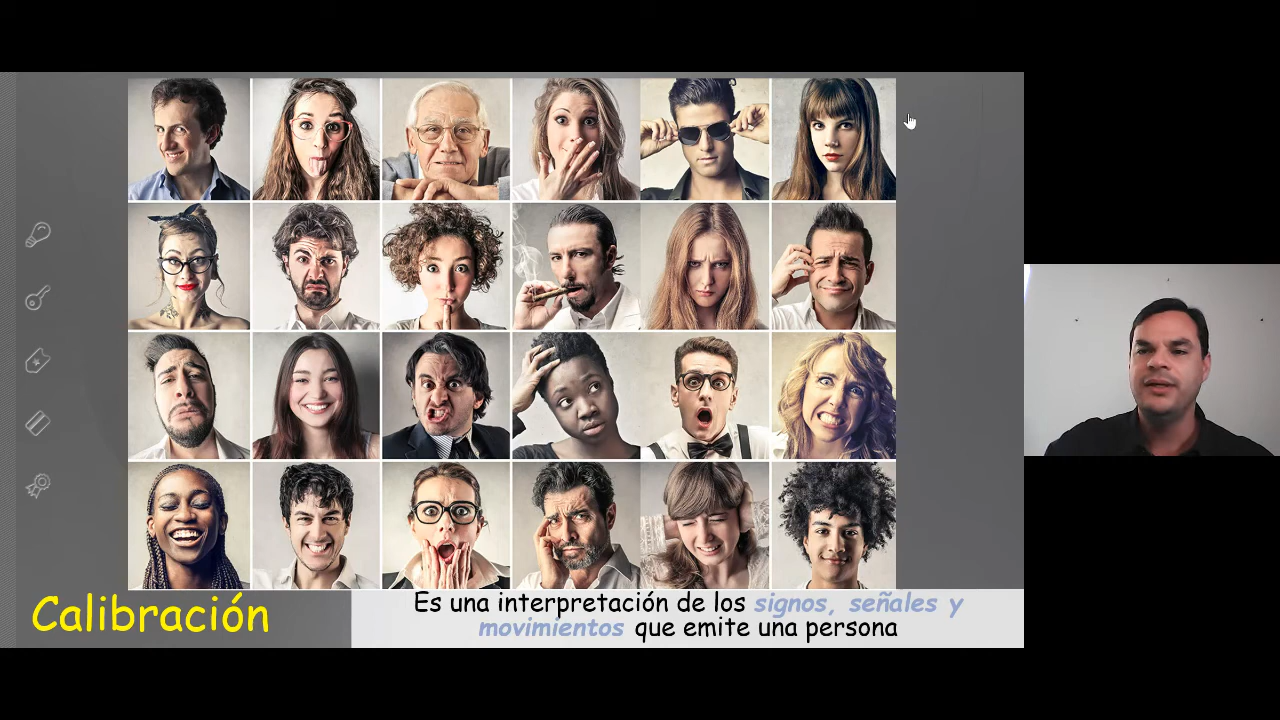 Calibración
Es una interpretación de los signos, señales y
movimientos que emite una persona